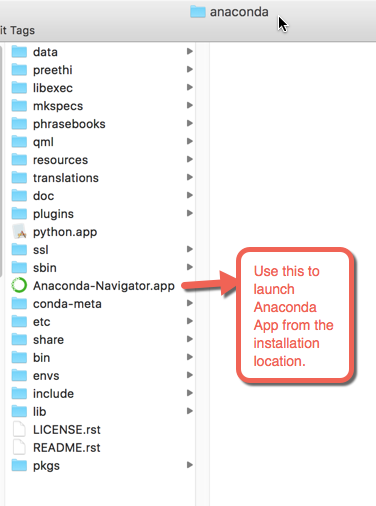 anaconda
it Tags
data
preethi
libexec
mkspecs
phrasebooks
qml
resources
translations
doc
plugins
python.app
ssl
sbin
Anaconda-Navigator.app
conda-meta
etc
share
bin
envs
include
lib
LICENSE.rst
README.rst
pkgs
Use this to
launch
Anaconda
App from the
installation
location.